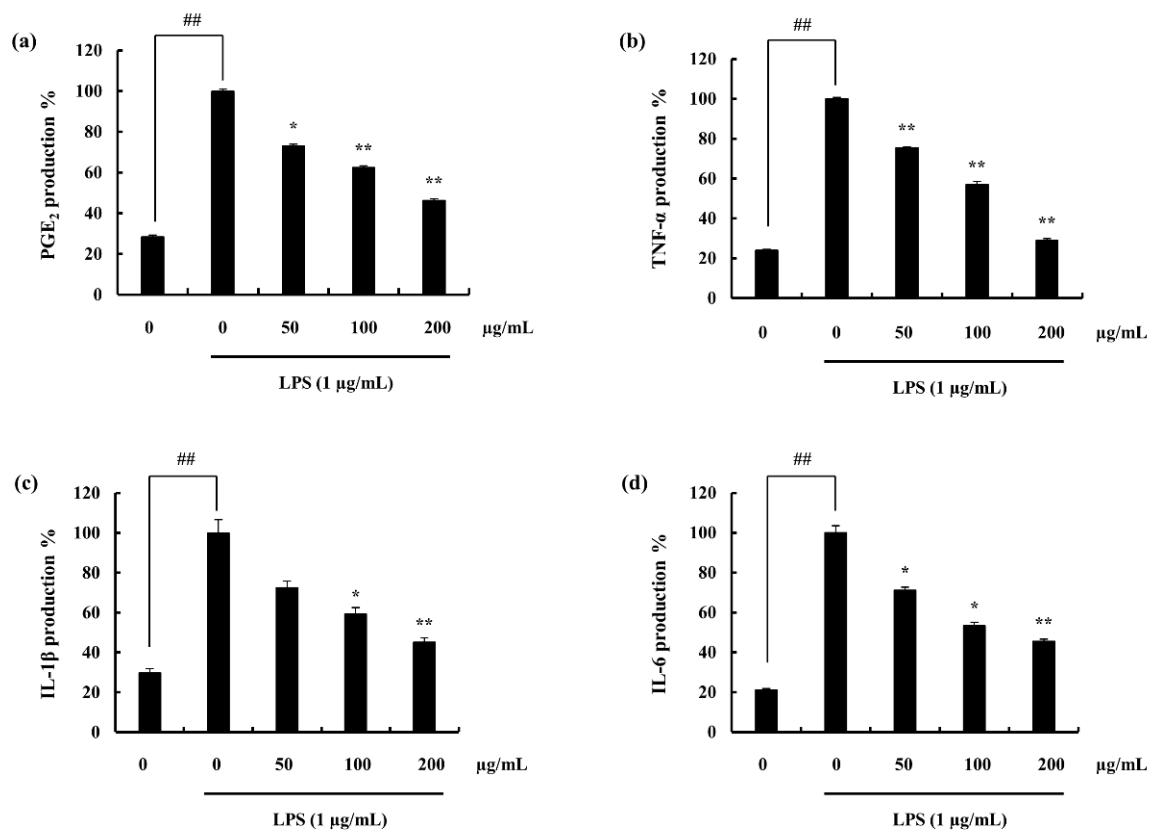 (a)
##
PGE2 production %
120
100
80
60
40
20
0
*
**
**
0 0 50 100 200 μg/mL
LPS (1 μg/mL)
(b)
##
TNF-α production %
120
100
80
60
40
20
0
**
**
**
0 0 50 100 200 μg/mL
LPS (1 μg/mL)
(c)
##
IL-1β production %
120
100
80
60
40
20
0
*
**
0 0 50 100 200 μg/mL
LPS (1 μg/mL)
(d)
##
IL-6 production %
120
100
80
60
40
20
0
*
*
**
0 0 50 100 200 μg/mL
LPS (1 μg/mL)